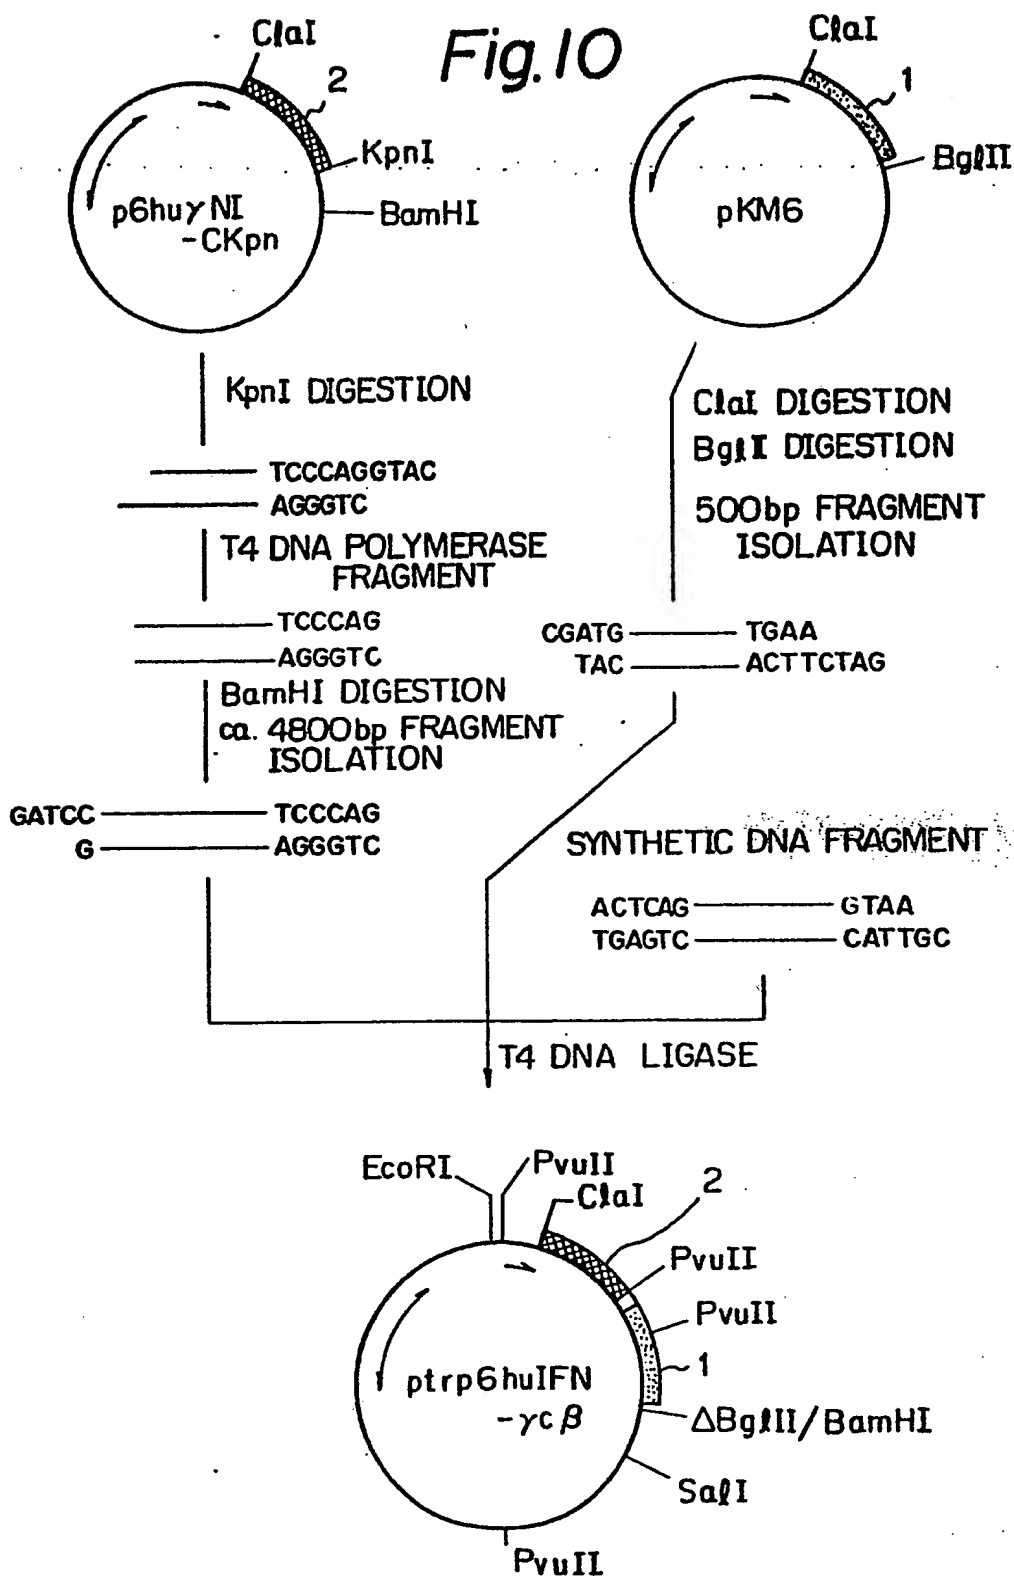 Fig.10
ClaI
2
KpnI
BamHI
p6huγNI
-CKpn
ClaI
1
BglII
pKM6
KpnI DIGESTION
TCCCAGGTAC
AGGGTC
T4 DNA POLYMERASE
FRAGMENT
TCCCAG
AGGGTC
BamHI DIGESTION
ca. 4800bp FRAGMENT
ISOLATION
GATCC TCCCAG
G AGGGTC
ClaI DIGESTION
BglI DIGESTION
500bp FRAGMENT
ISOLATION
CGATG TGAA
TAC ACTTCTAG
SYNTHETIC DNA FRAGMENT
ACTCAG GTAA
TGAGTC CATTGC
T4 DNA LIGASE
EcoRI
PvuII
ClaI
2
PvuII
PvuII
1
ΔBglII/BamHI
SalI
PvuII
ptrp6huIFN
-γcβ